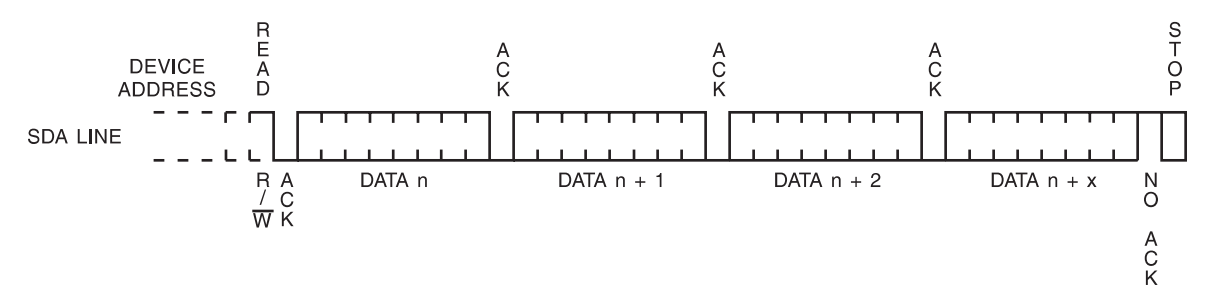 READ
ACK
ACK
ACK
STOP
DEVICE
ADDRESS
SDA LINE
R/W
ACK
DATA n
DATA n + 1
DATA n + 2
DATA n + x
NO ACK